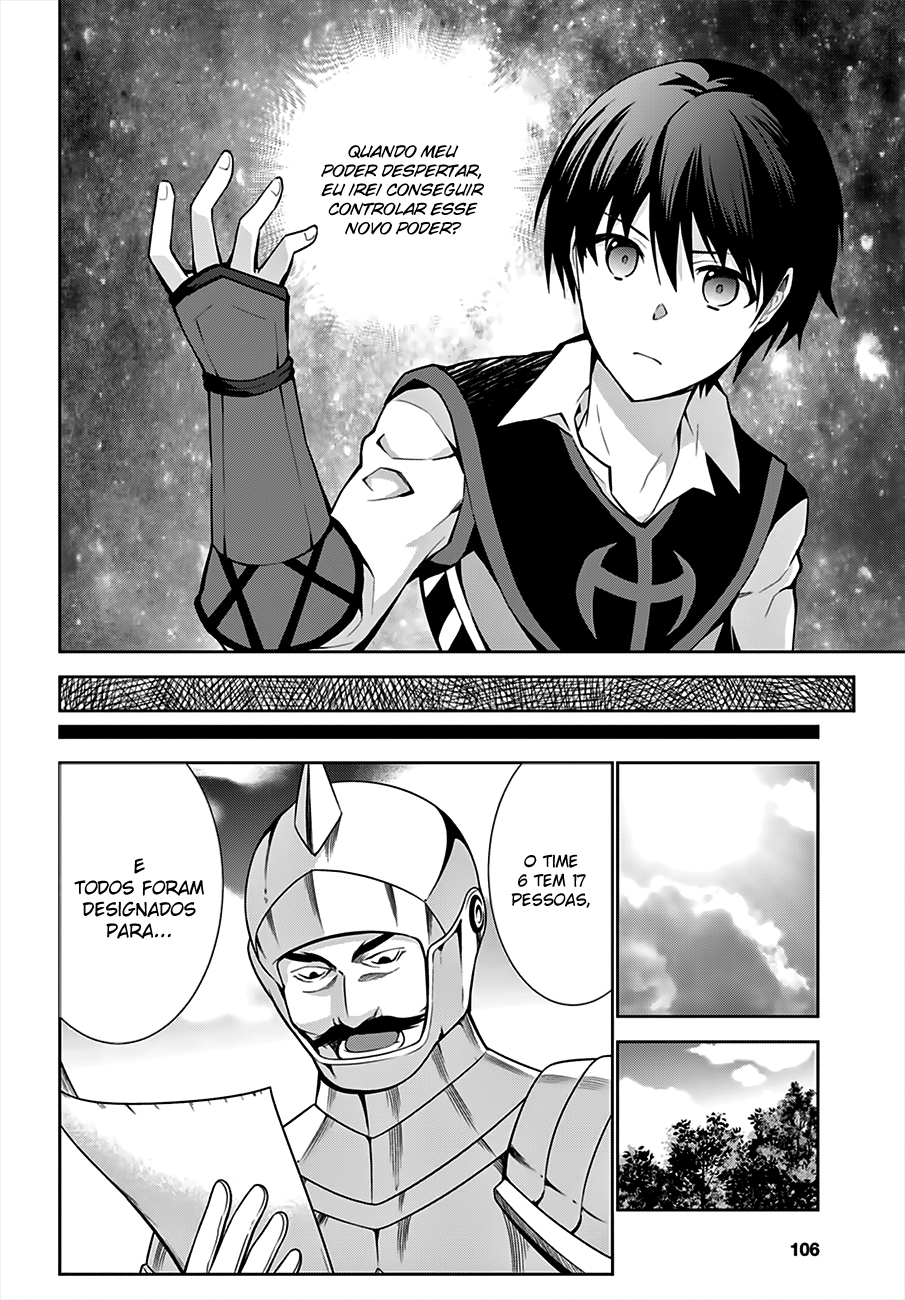 QUANDO MEU
PODER DESPERTAR,
EU IREI CONSEGUIR
CONTROLAR ESSE
NOVO PODER?
O TIME
6 TEM 17
PESSOAS,
E
TODOS FORAM
DESIGNADOS
PARA...
106